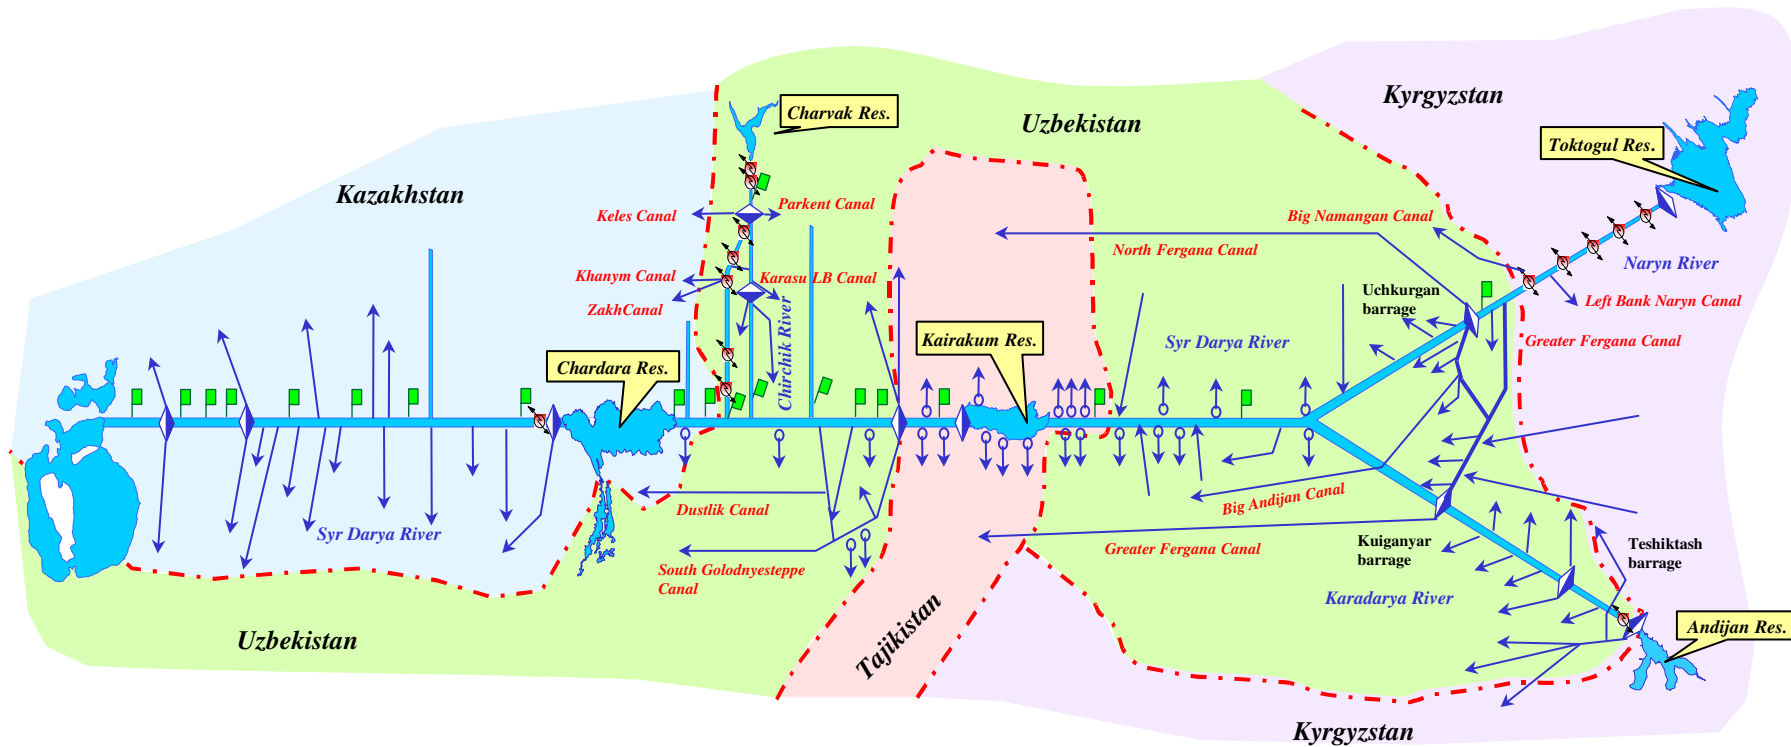 Kyrgyzstan
Charvak Res.
Uzbekistan
Toktogul Res.
Kazakhstan
Keles Canal
Parkent Canal
Big Namangan Canal
North Fergana Canal
Naryn River
Khanym Canal
Karasu LB Canal
Uchkurgan
barrage
Left Bank Naryn Canal
ZakhCanal
Chirchik River
Kairakum Res.
Syr Darya River
Greater Fergana Canal
Chardara Res.
Dustlik Canal
Big Andijan Canal
Syr Darya River
Greater Fergana Canal
Kuiganyar
barrage
Teshiktash
barrage
South Golodnyesteppe
Canal
Karadarya River
Uzbekistan
Tajikistan
Andijan Res.
Kyrgyzstan